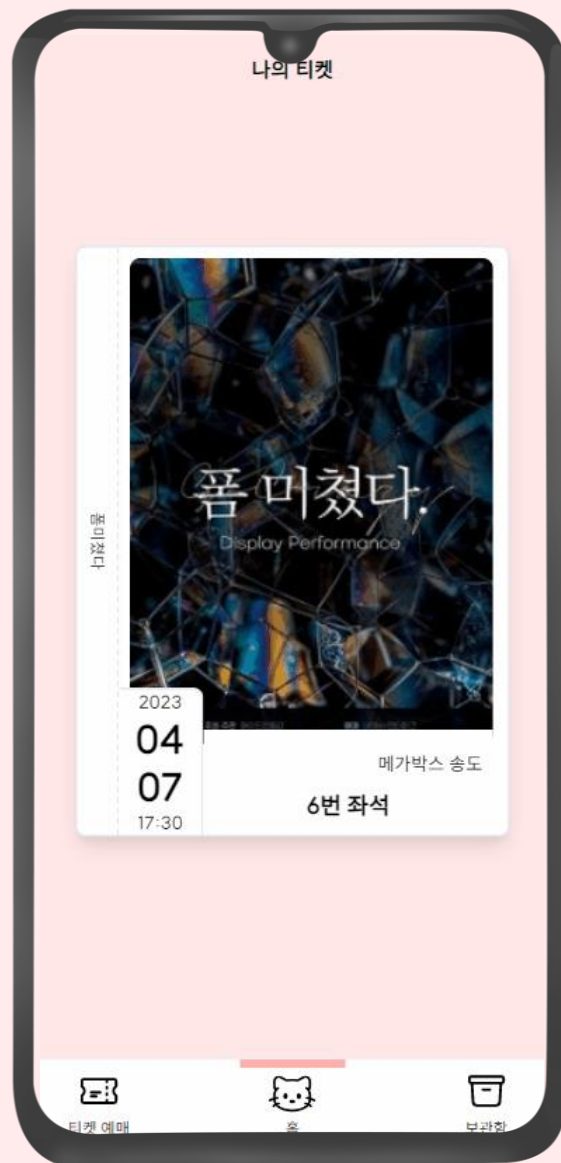 나의 티켓
폼미쳤다
폼 미쳤다.
Display Performance
2023
04
07
17:30
메가박스 송도
6번 좌석
티켓 예매
홈
보관함